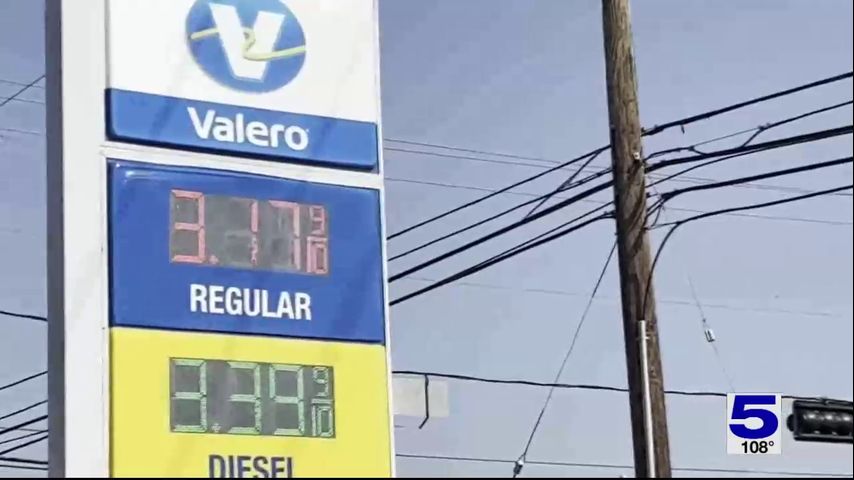 V
Valero
3.17 9/10
REGULAR
3.39 9/10
DIESEL
5
108°